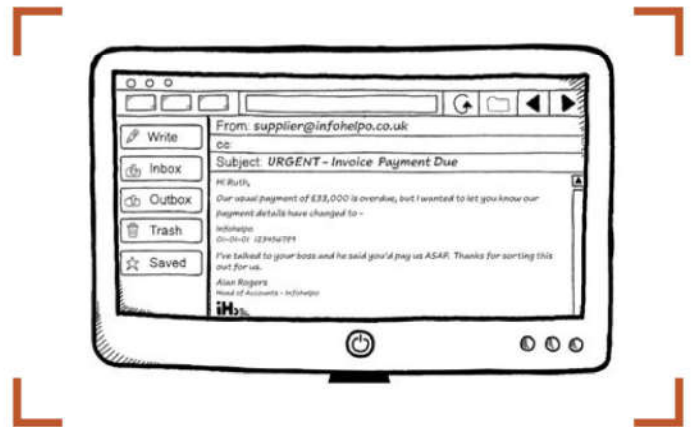 Write
Inbox
Outbox
Trash
Saved
From: supplier@infohelpo.co.uk
cc:
Subject: URGENT - Invoice Payment Due
Hi Ruth,
Our usual payment of £33,000 is overdue, but I wanted to let you know our
payment details have changed to -
Infohelpo
01-01-01 123456789
I've talked to your boss and he said you'd pay us ASAP. Thanks for sorting this
out for us.
Alan Rogers
Head of Accounts - Infohelpo